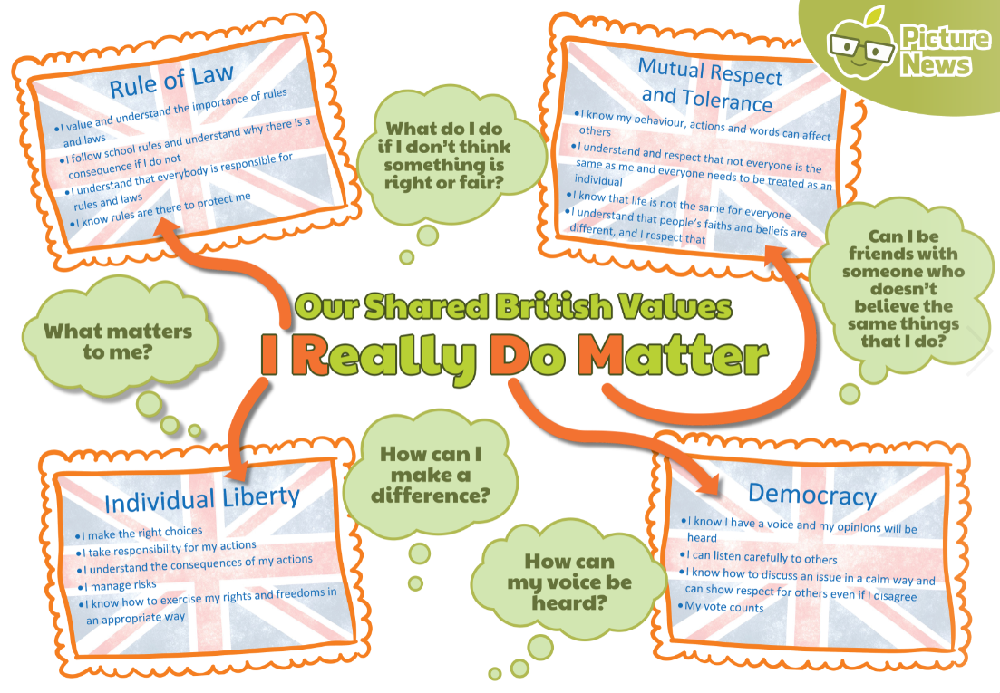 Picture
News
Rule of Law
•I value and understand the importance of rules
and laws
•I follow school rules and understand why there is a
consequence if I do not
•I understand that everybody is responsible for
rules and laws
•I know rules are there to protect me
What do I do
if I don't think
something is
right or fair?
Mutual Respect
and Tolerance
•I know my behaviour, actions and words can affect
others
•I understand and respect that not everyone is the
same as me and everyone needs to be treated as an
individual
•I know that life is not the same for everyone
•I understand that people's faiths and beliefs are
different, and I respect that
Can I be
friends with
someone who
doesn't
believe the
same things
that I do?
Our Shared British Values
I Really Do Matter
What matters
to me?
Individual Liberty
•I make the right choices
•I take responsibility for my actions
•I understand the consequences of my actions
•I manage risks
•I know how to exercise my rights and freedoms in
an appropriate way
How can I
make a
difference?
How can
my voice be
heard?
Democracy
•I know I have a voice and my opinions will be
heard
•I can listen carefully to others
•I know how to discuss an issue in a calm way and
can show respect for others even if I disagree
•My vote counts